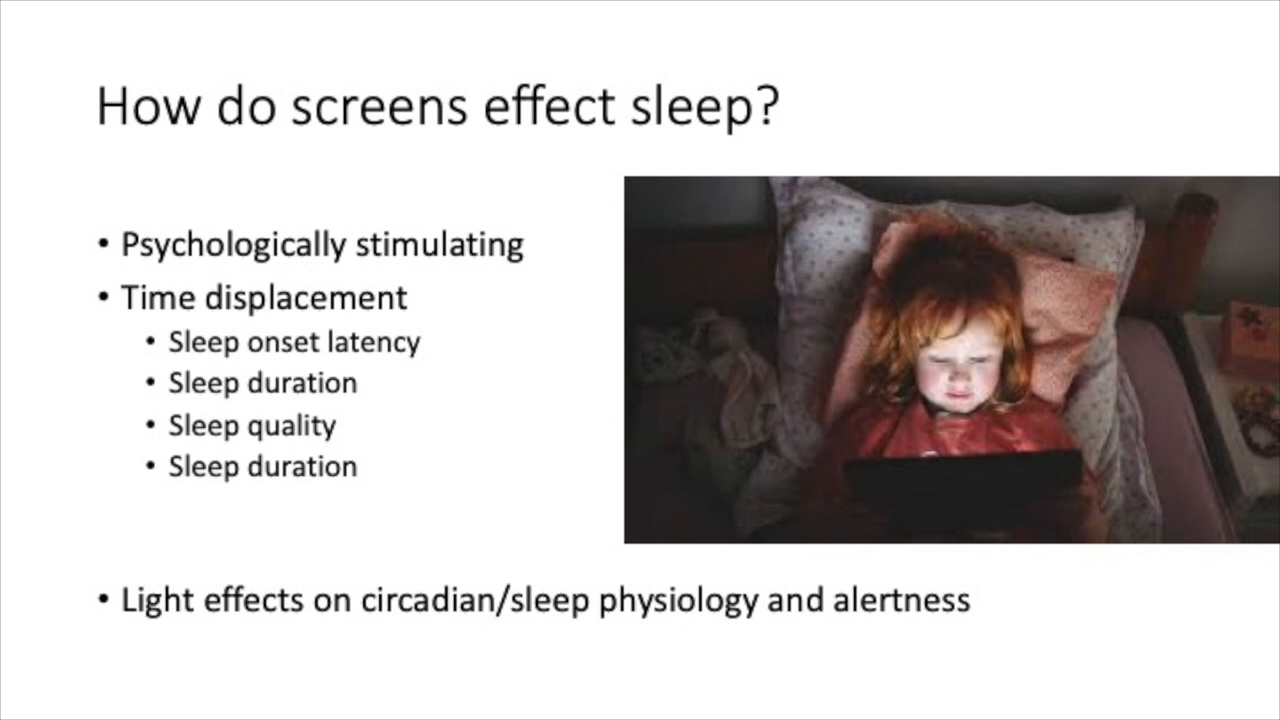 How do screens effect sleep?
• Psychologically stimulating
• Time displacement
• Sleep onset latency
• Sleep duration
• Sleep quality
• Sleep duration
• Light effects on circadian/sleep physiology and alertness